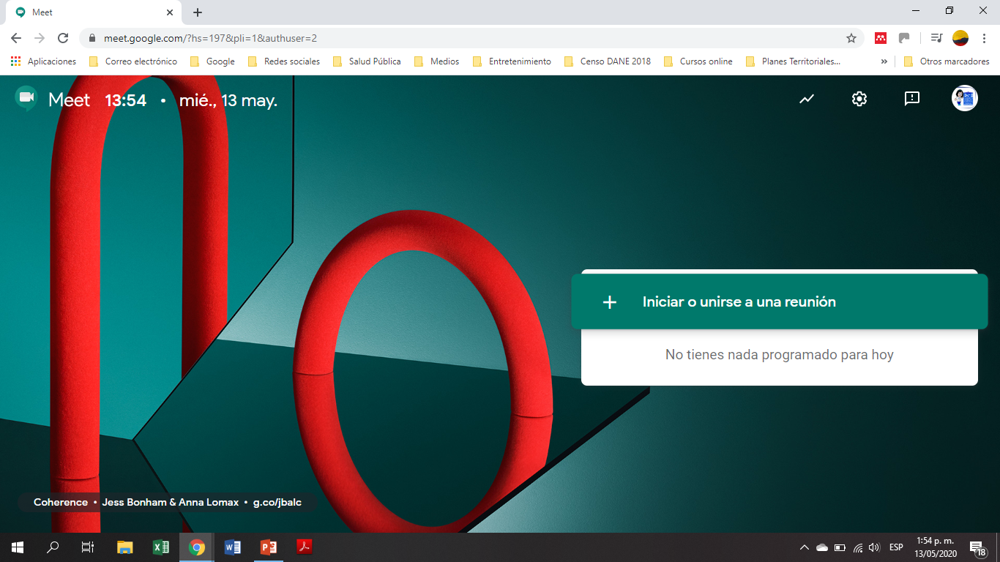 Meet
meet.google.com/?hs=197&pli=1&authuser=2
Aplicaciones Correo electrónico Google Redes sociales Salud Pública Medios Entretenimiento Censo DANE 2018 Cursos online Planes Territoriales... » Otros marcadores
Meet 13:54 • mié., 13 may.
+ Iniciar o unirse a una reunión
No tienes nada programado para hoy
Coherence • Jess Bonham & Anna Lomax • g.co/jbalc
ESP
1:54 p. m.
13/05/2020
18